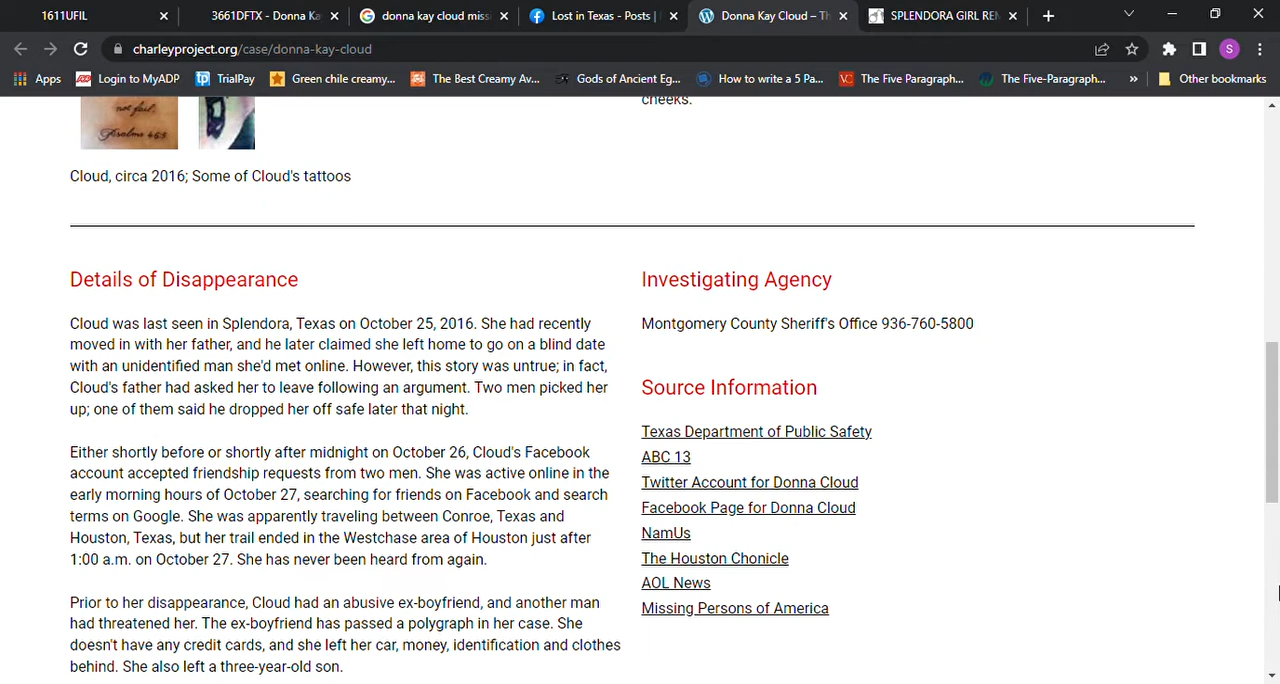 1611UFIL
3661DFTX - Donna Ka
donna kay cloud miss
Lost in Texas - Posts |
Donna Kay Cloud – Th
SPLENDORA GIRL REM
charleyproject.org/case/donna-kay-cloud
S
Apps
Login to MyADP
tp TrialPay
Green chile creamy...
The Best Creamy Av...
Gods of Ancient Eg...
How to write a 5 Pa...
VC The Five Paragraph...
The Five-Paragraph...
»
Other bookmarks
not fail.
Psalms 46:5
cheeks.
Cloud, circa 2016; Some of Cloud's tattoos
Details of Disappearance
Cloud was last seen in Splendora, Texas on October 25, 2016. She had recently
moved in with her father, and he later claimed she left home to go on a blind date
with an unidentified man she'd met online. However, this story was untrue; in fact,
Cloud's father had asked her to leave following an argument. Two men picked her
up; one of them said he dropped her off safe later that night.
Either shortly before or shortly after midnight on October 26, Cloud's Facebook
account accepted friendship requests from two men. She was active online in the
early morning hours of October 27, searching for friends on Facebook and search
terms on Google. She was apparently traveling between Conroe, Texas and
Houston, Texas, but her trail ended in the Westchase area of Houston just after
1:00 a.m. on October 27. She has never been heard from again.
Prior to her disappearance, Cloud had an abusive ex-boyfriend, and another man
had threatened her. The ex-boyfriend has passed a polygraph in her case. She
doesn't have any credit cards, and she left her car, money, identification and clothes
behind. She also left a three-year-old son.
Investigating Agency
Montgomery County Sheriff's Office 936-760-5800
Source Information
Texas Department of Public Safety
ABC 13
Twitter Account for Donna Cloud
Facebook Page for Donna Cloud
NamUs
The Houston Chonicle
AOL News
Missing Persons of America